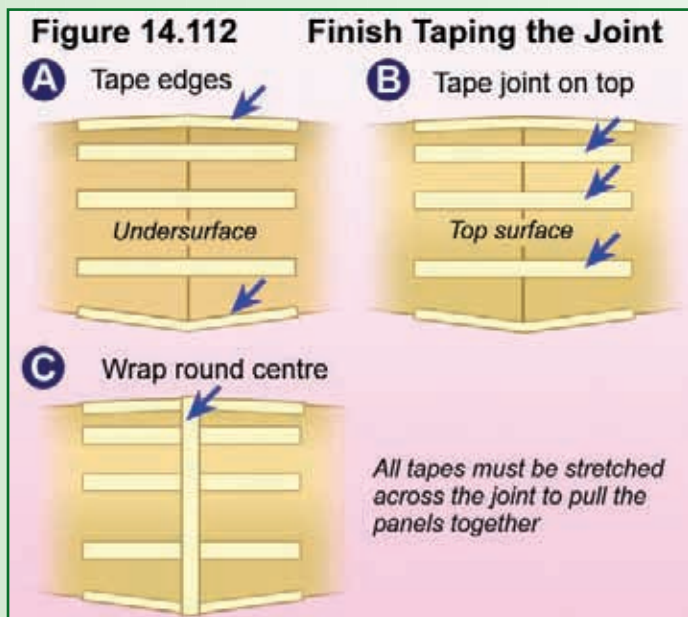 Figure 14.112 Finish Taping the Joint
A Tape edges
Undersurface
B Tape joint on top
Top surface
C Wrap round centre
All tapes must be stretched
across the joint to pull the
panels together